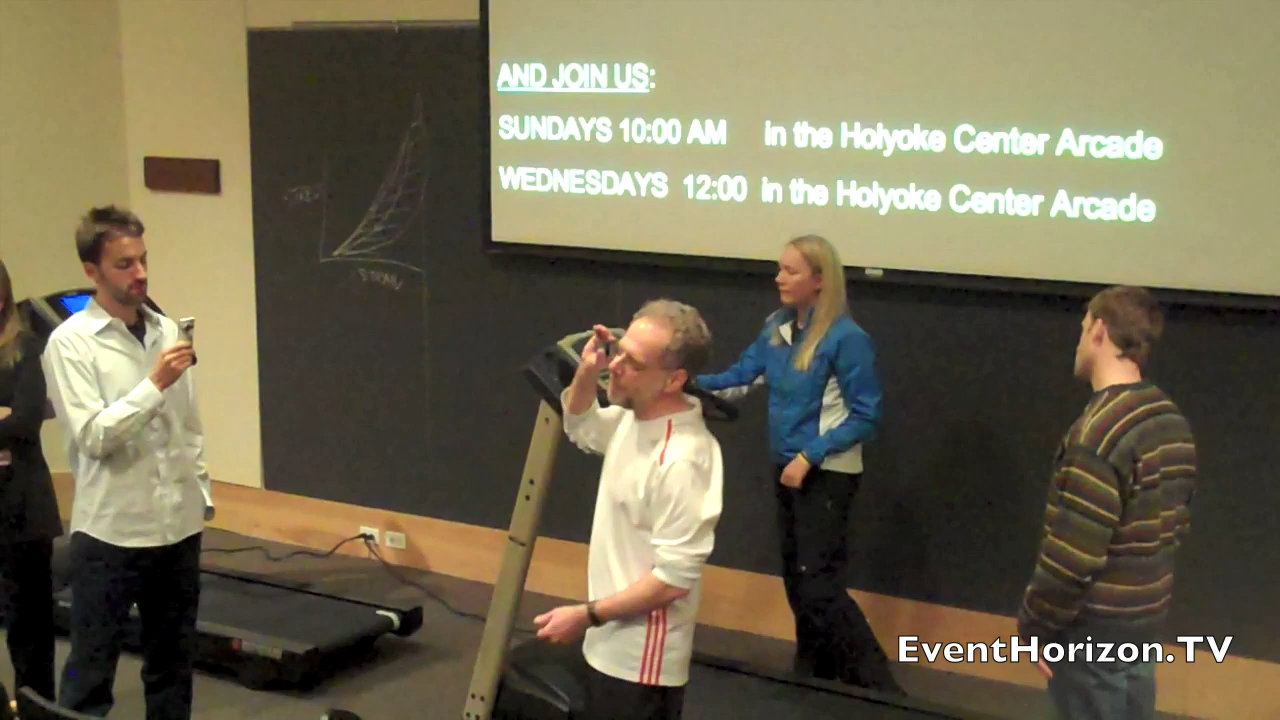 AND JOIN US:
SUNDAYS 10:00 AM in the Holyoke Center Arcade
WEDNESDAYS 12:00 in the Holyoke Center Arcade
EventHorizon.TV